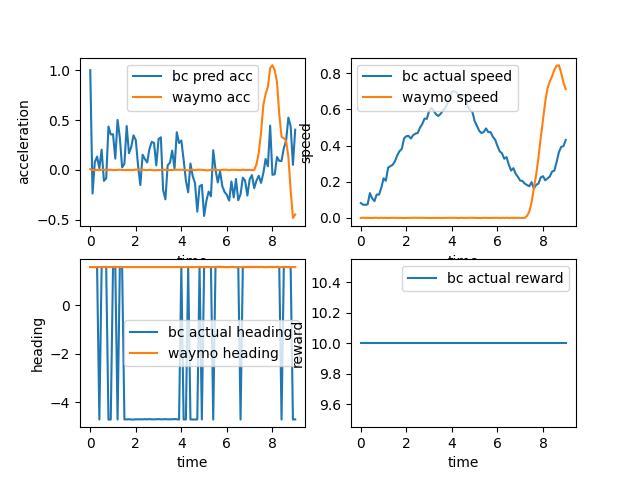 bc pred acc
waymo acc
acceleration
1.0
0.5
0.0
−0.5
0 2 4 6 8
time
bc actual speed
waymo speed
speed
0.8
0.6
0.4
0.2
0.0
0 2 4 6 8
time
bc actual heading
waymo heading
heading
0
−2
−4
0 2 4 6 8
time
bc actual reward
reward
10.4
10.2
10.0
9.8
9.6
0 2 4 6 8
time